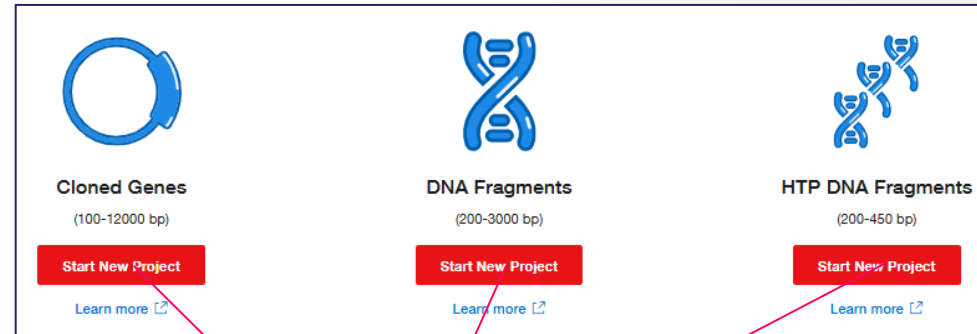 Cloned Genes
(100-12000 bp)
Start New Project
Learn more
DNA Fragments
(200-3000 bp)
Start New Project
Learn more
HTP DNA Fragments
(200-450 bp)
Start New Project
Learn more